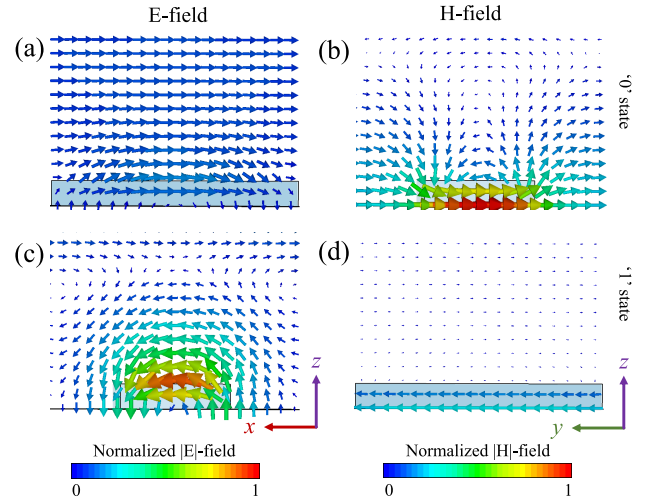 E-field
H-field
(a)
(b)
'0' state
(c)
(d)
'1' state
z
x
z
y
Normalized |E|-field
Normalized |H|-field
0
1
0
1